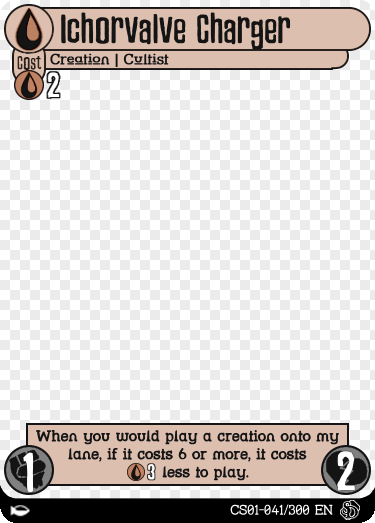 Ichorvalve Charger
Cost
Creation | Cultist
2
When you would play a creation onto my
lane, if it costs 6 or more, it costs
3 less to play.
1
2
CS01-041/300 EN